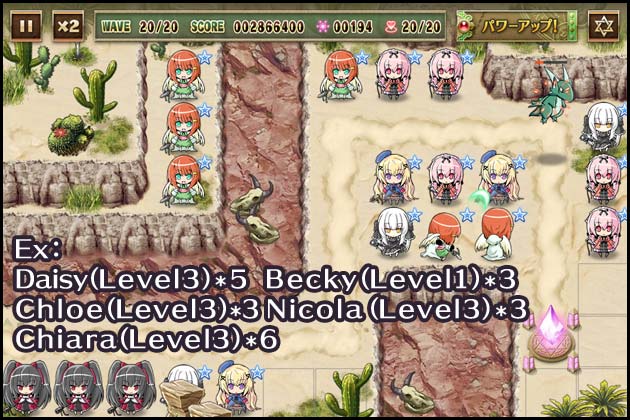 ×2 WAVE 20/20 SCORE 002866400 00194 20/20 パワーアップ!
Ex:
Daisy(Level3)*5 Becky(Level1)*3
Chloe(Level3)*3 Nicola(Level3)*3
Chiara(Level3)*6